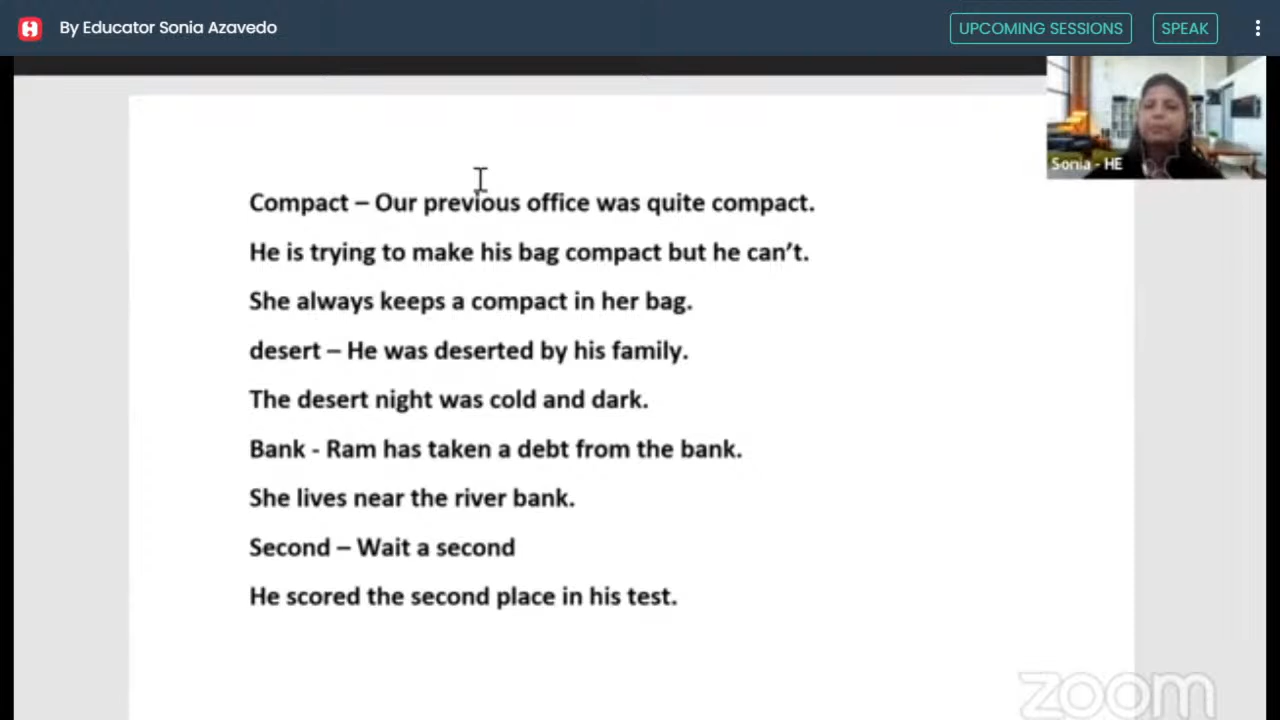 By Educator Sonia Azavedo
UPCOMING SESSIONS
SPEAK
Sonia - HE
Compact – Our previous office was quite compact.
He is trying to make his bag compact but he can’t.
She always keeps a compact in her bag.
desert – He was deserted by his family.
The desert night was cold and dark.
Bank - Ram has taken a debt from the bank.
She lives near the river bank.
Second – Wait a second
He scored the second place in his test.
zoom